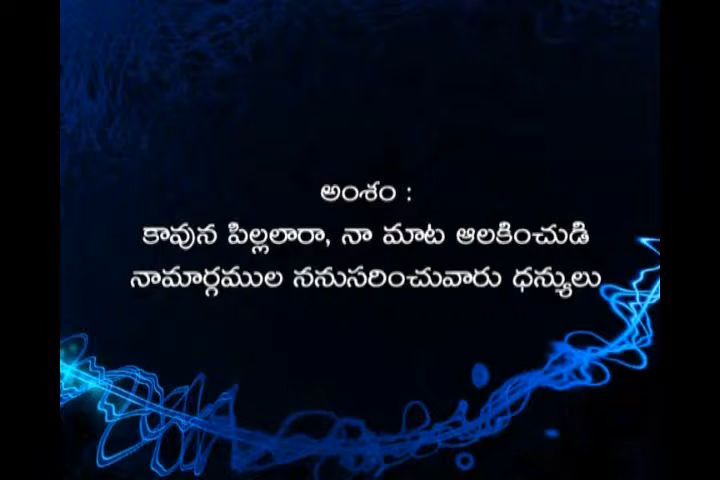 అంశం :
కావున పిల్లలారా, నా మాట ఆలకించుడి
నామార్గముల ననుసరించువారు ధన్యులు